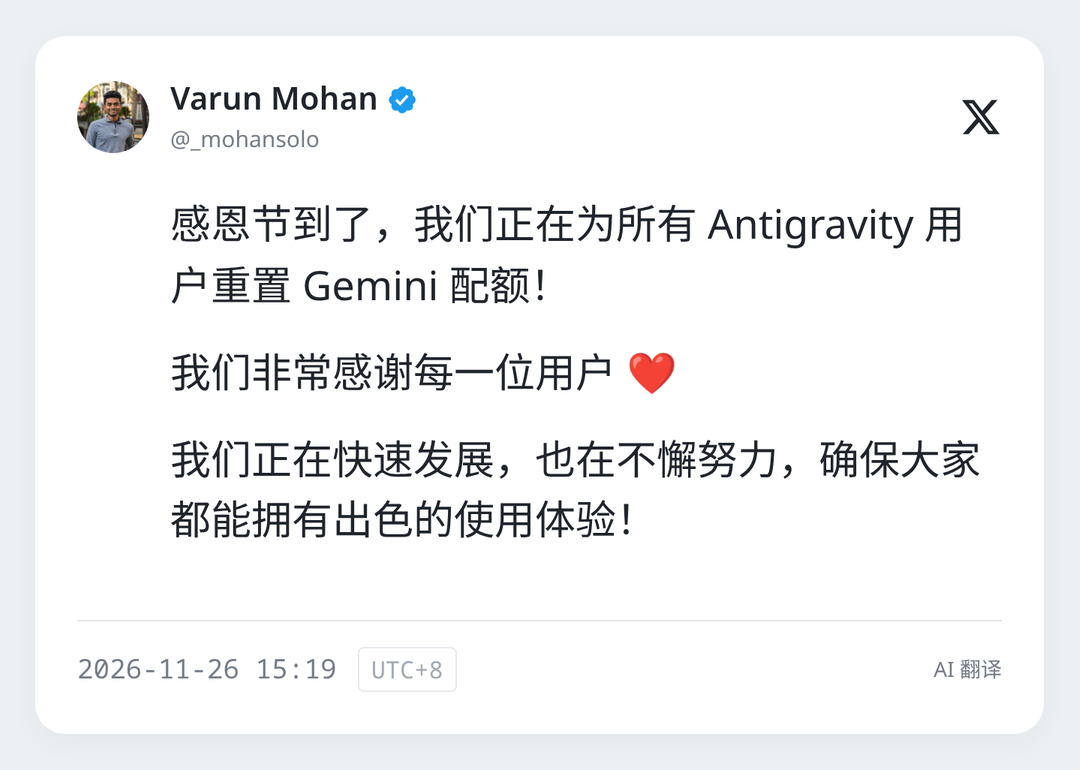 Varun Mohan
@_mohansolo
感恩节到了，我们正在为所有 Antigravity 用
户重置 Gemini 配额！
我们非常感谢每一位用户 ❤️
我们正在快速发展，也在不懈努力，确保大家
都能拥有出色的使用体验！
2026-11-26 15:19 UTC+8
AI 翻译